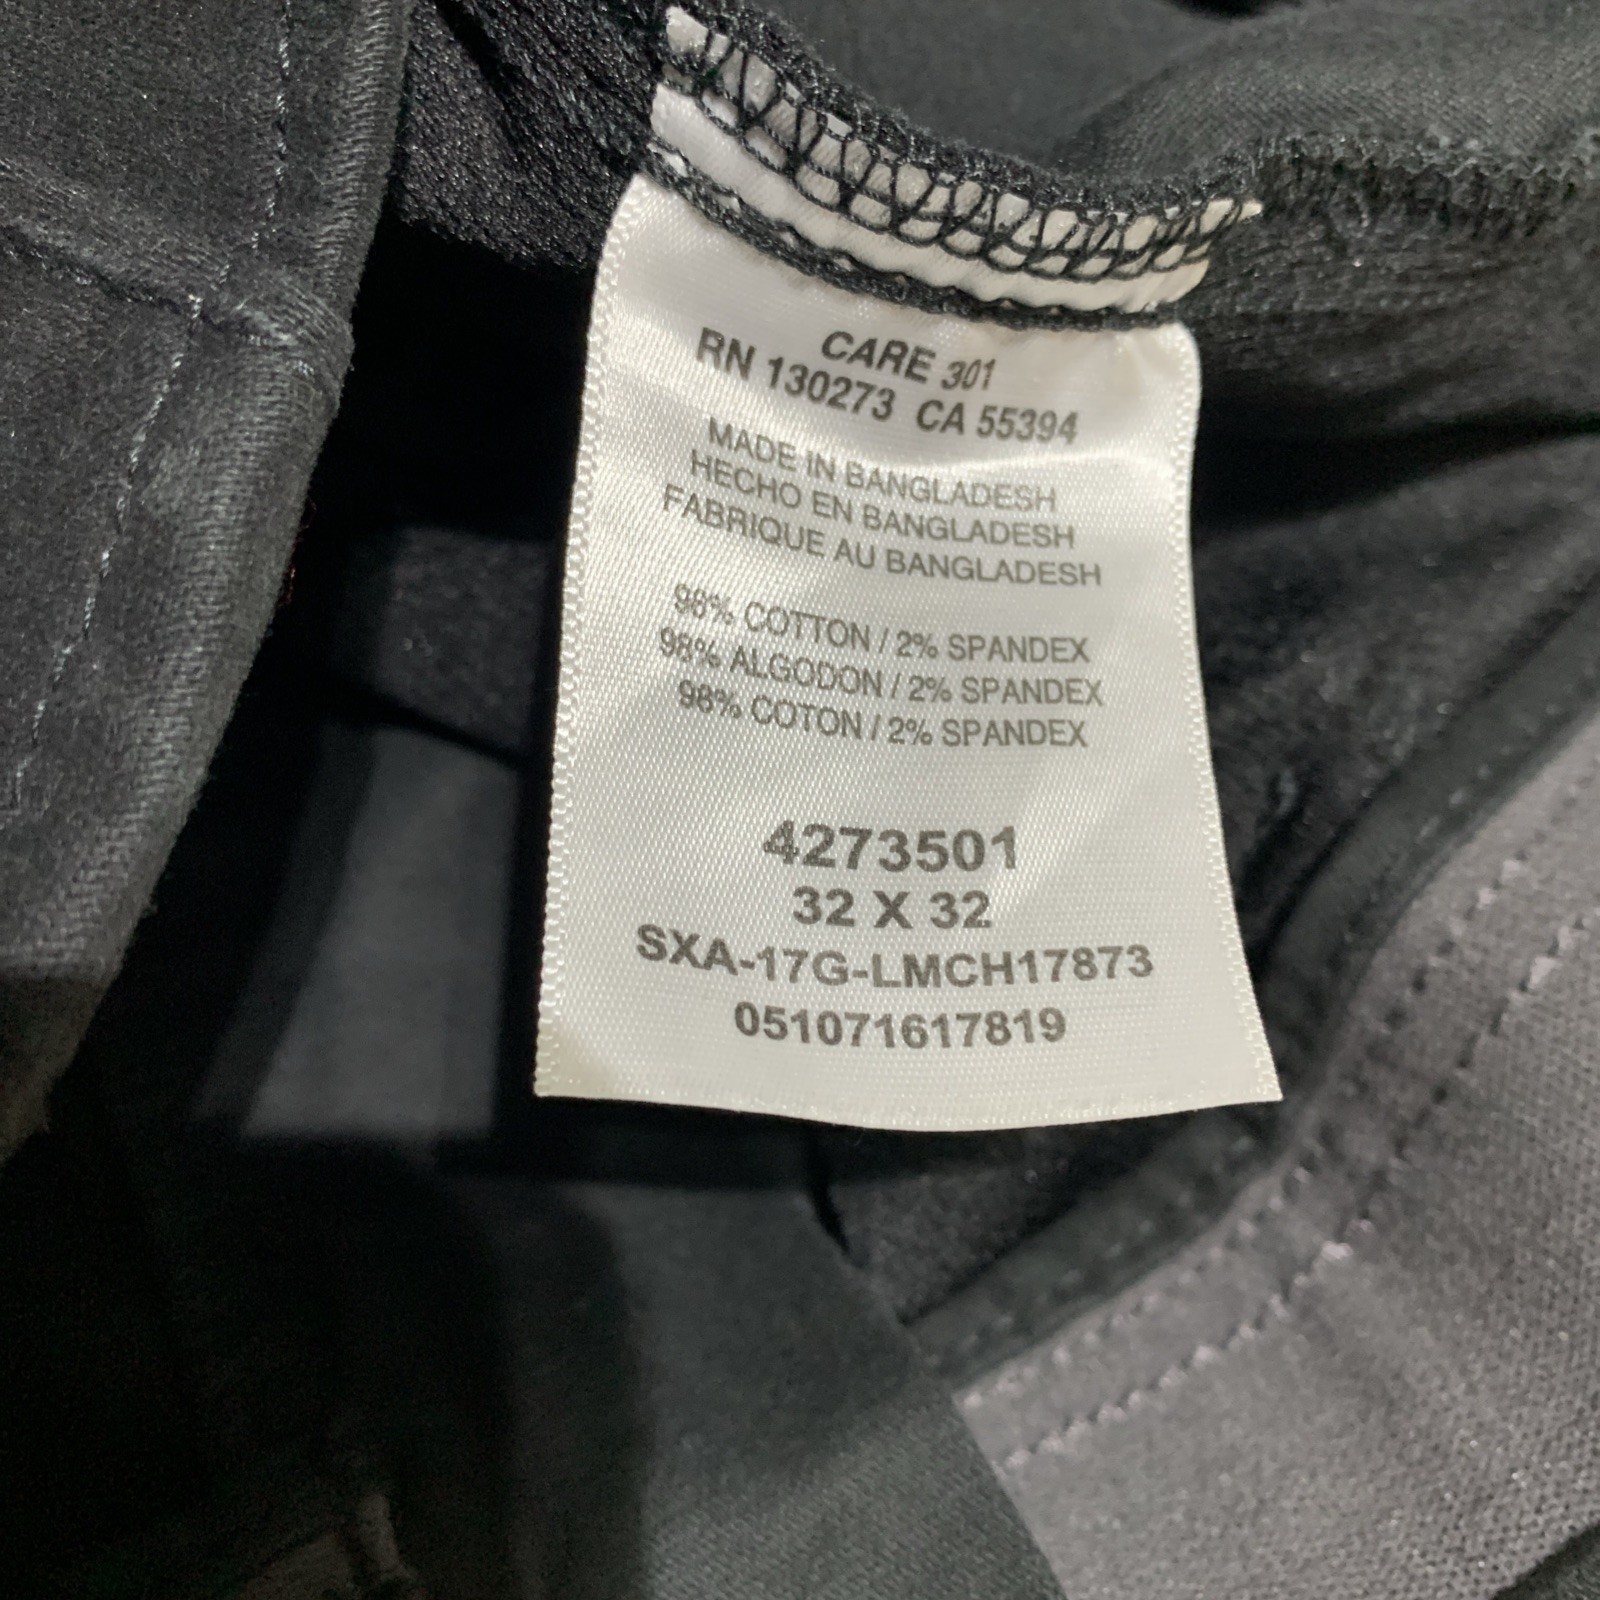 CARE 301
RN 130273 CA 55394
MADE IN BANGLADESH
HECHO EN BANGLADESH
FABRIQUE AU BANGLADESH
98% COTTON / 2% SPANDEX
98% ALGODON / 2% SPANDEX
98% COTON / 2% SPANDEX
4273501
32 X 32
SXA-17G-LMCH17873
051071617819